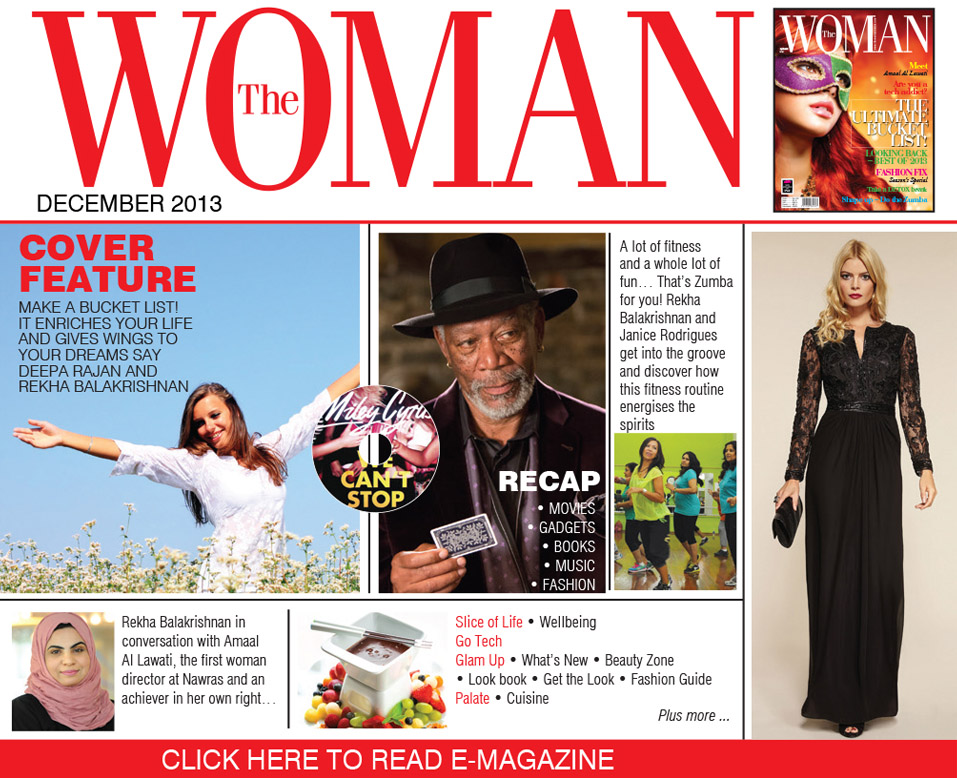 The WOMAN
DECEMBER 2013
The WOMAN
Meet
Amaal Al Lawati
Are you a
tech addict?
THE
ULTIMATE
BUCKET
LIST!
LOOKING BACK
– BEST OF 2013
FASHION FIX
Season's Special
Take a DETOX break
COVER
FEATURE
MAKE A BUCKET LIST!
IT ENRICHES YOUR LIFE
AND GIVES WINGS TO
YOUR DREAMS SAY
DEEPA RAJAN AND
REKHA BALAKRISHNAN
Miley Cyrus
WE
CAN'T
STOP
RECAP
• MOVIES
• GADGETS
• BOOKS
• MUSIC
• FASHION
A lot of fitness
and a whole lot of
fun… That's Zumba
for you! Rekha
Balakrishnan and
Janice Rodrigues
get into the groove
and discover how
this fitness routine
energises the
spirits
Rekha Balakrishnan in
conversation with Amaal
Al Lawati, the first woman
director at Nawras and an
achiever in her own right…
Slice of Life • Wellbeing
Go Tech
Glam Up • What's New • Beauty Zone
• Look book • Get the Look • Fashion Guide
Palate • Cuisine
Plus more ...
CLICK HERE TO READ E-MAGAZINE